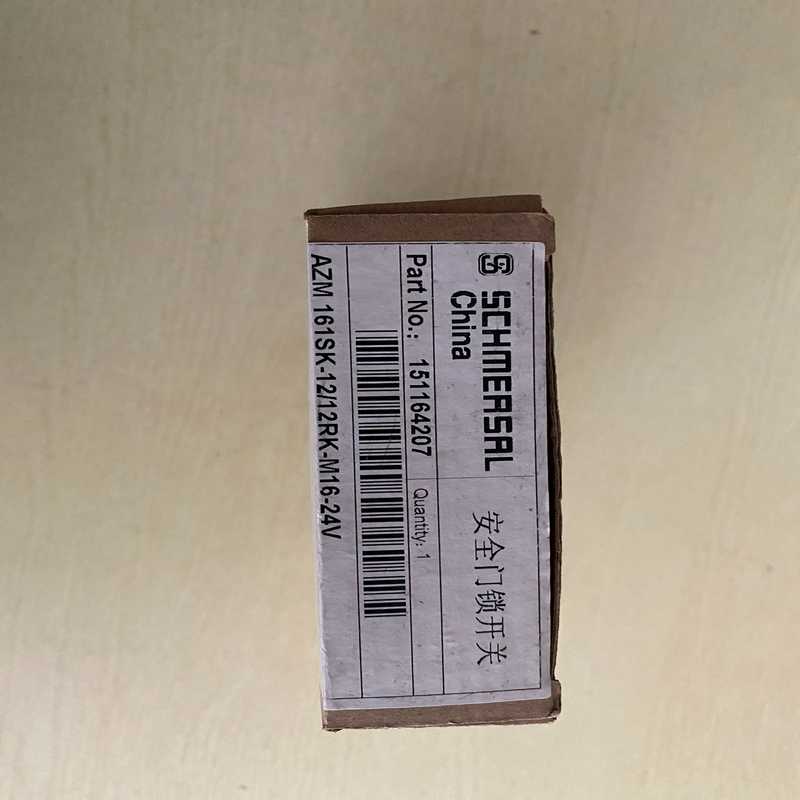 SCHMERSAL
China
安全门锁开关
Part No.: 151164207
Quantity: 1
AZM 161SK-12/12RK-M16-24V